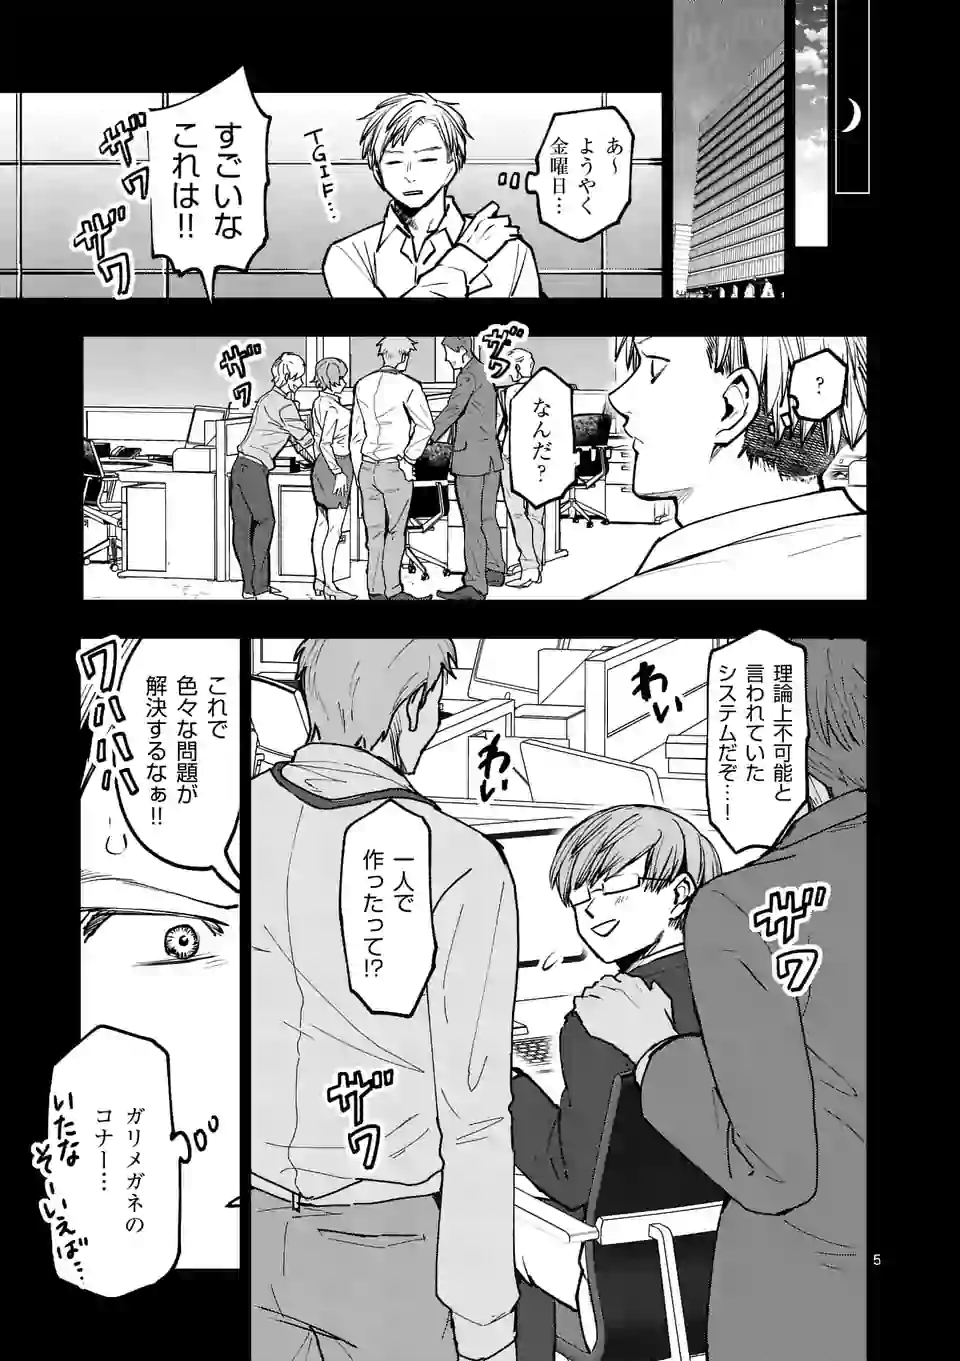 あ～
ようやく
金曜日…
TGIF…
すごいな
これは!!
ザワ
ザワ
?
なんだ?
ザワ
ザワ
理論上不可能と
言われていた
システムだぞ…!
わい
わい
一人で
作ったって!?
ザワ
ザワ
これで
色々な問題が
解決するなぁ!!
ワハハハ
ガリメガネの
コナー…
いたな
そーいえば…
5